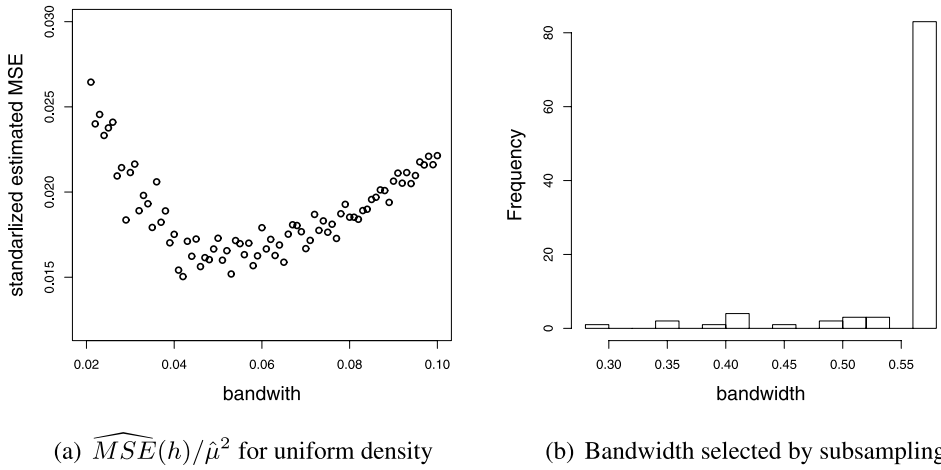 standarlized estimated MSE
0.030
0.025
0.020
0.015
0.02 0.04 0.06 0.08 0.10
bandwith
(a) $\widehat{MSE}(h)/\hat{\mu}^2$ for uniform density
Frequency
80
60
40
20
0
0.30 0.35 0.40 0.45 0.50 0.55
bandwidth
(b) Bandwidth selected by subsampling